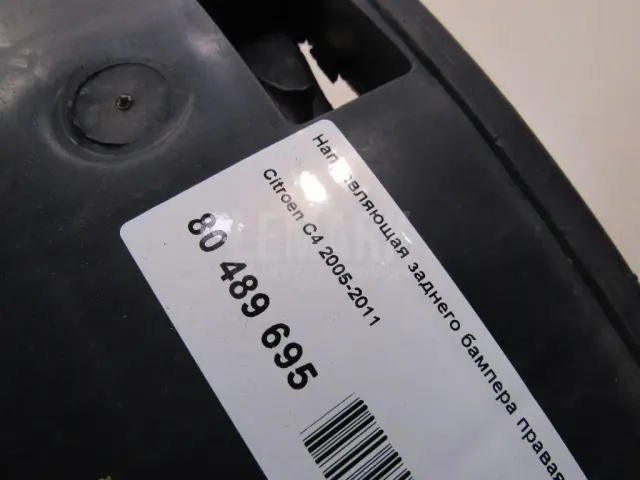 Направляющая заднего бампера правая
Citroen C4 2005-2011
80 489 695